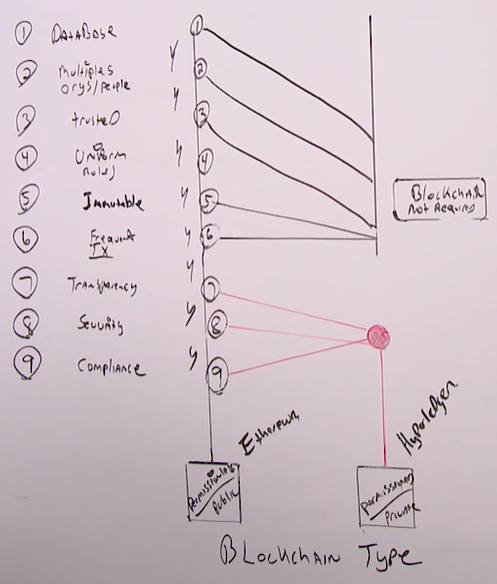 1 DataBase
2 multiples
orgs/people
3 trusted
4 Uniform
rules
5 Immutable
6 Frequent
TX
7 Transparency
8 Security
9 Compliance
1
y
2
y
3
y
4
y
5
y
6
y
7
y
8
y
9
Blockchain
Not Required
Ethereum
Hyperledger
Permissionless
Public
Permissioned
Private
Blockchain Type